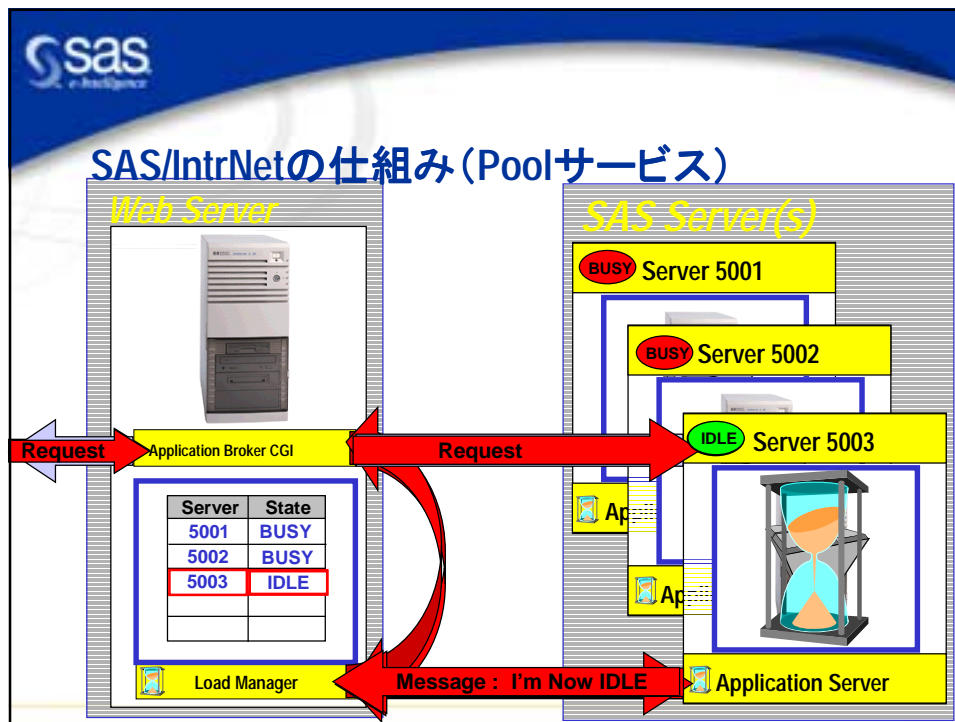 sas
e-Intelligence
SAS/IntrNetの仕組み(Poolサービス)
Web Server
SAS Server(s)
BUSY Server 5001
BUSY Server 5002
IDLE Server 5003
Request
Application Broker CGI
Request
Server State
5001 BUSY
5002 BUSY
5003 IDLE
Ap
Ap
Load Manager
Message : I'm Now IDLE
Application Server